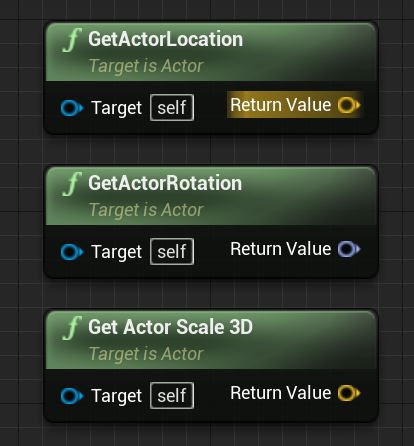 GetActorLocation
Target is Actor
Target self Return Value
GetActorRotation
Target is Actor
Target self Return Value
Get Actor Scale 3D
Target is Actor
Target self Return Value